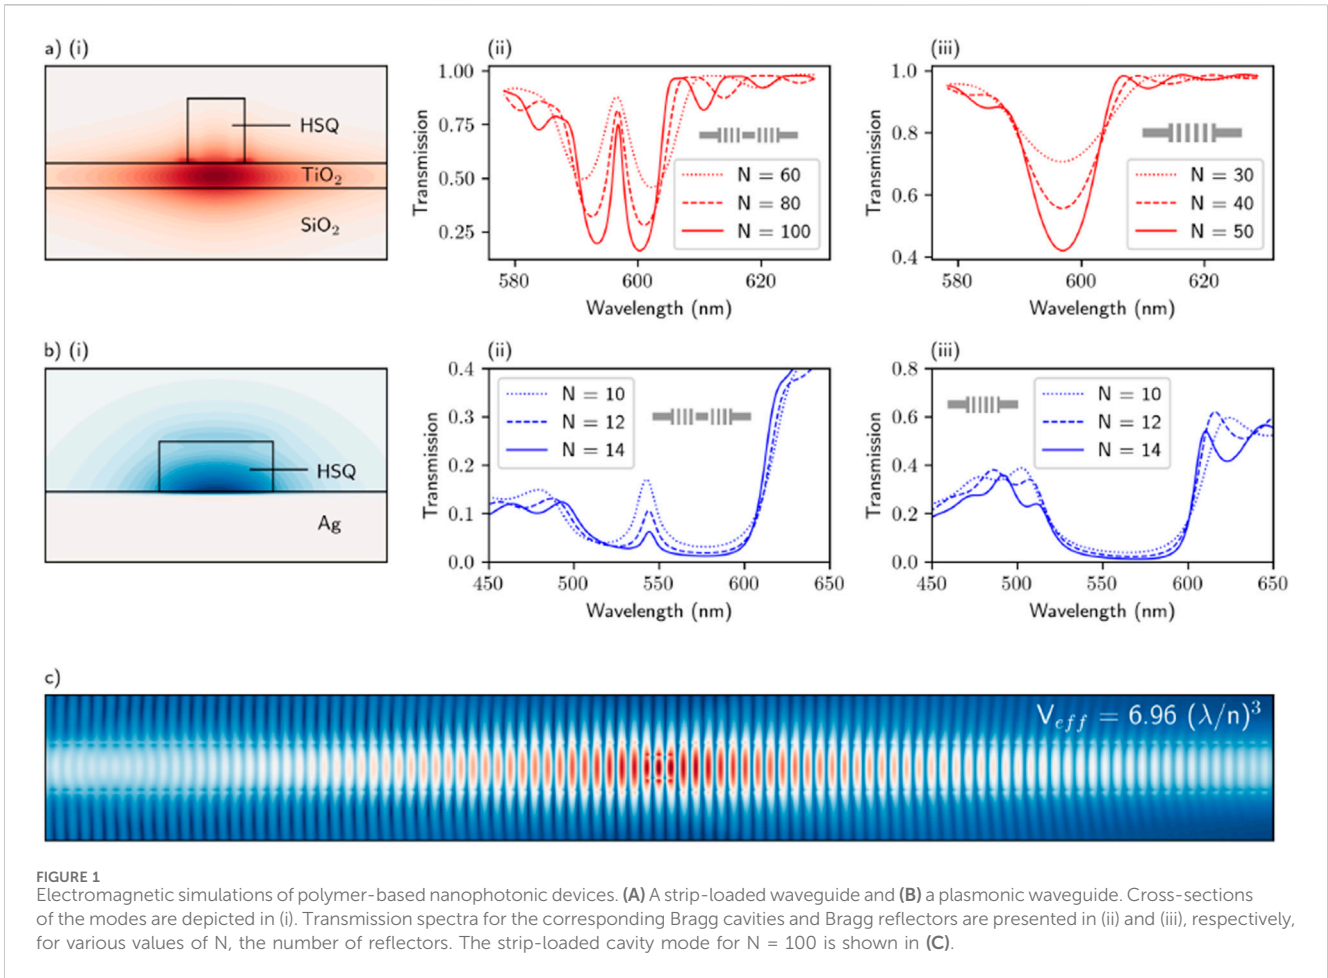 a) (i)
HSQ
TiO₂
SiO₂
(ii)
1.00
0.75
0.50
0.25
Transmission
N = 60
N = 80
N = 100
580
600
620
Wavelength (nm)
(iii)
1.0
0.8
0.6
0.4
Transmission
N = 30
N = 40
N = 50
580
600
620
Wavelength (nm)
b) (i)
HSQ
Ag
(ii)
0.4
0.3
0.2
0.1
0.0
Transmission
N = 10
N = 12
N = 14
450
500
550
600
650
Wavelength (nm)
(iii)
0.8
0.6
0.4
0.2
0.0
Transmission
N = 10
N = 12
N = 14
450
500
550
600
650
Wavelength (nm)
c)
V_eff = 6.96 (λ/n)³
FIGURE 1
Electromagnetic simulations of polymer-based nanophotonic devices. (A) A strip-loaded waveguide and (B) a plasmonic waveguide. Cross-sections
of the modes are depicted in (i). Transmission spectra for the corresponding Bragg cavities and Bragg reflectors are presented in (ii) and (iii), respectively,
for various values of N, the number of reflectors. The strip-loaded cavity mode for N = 100 is shown in (C).